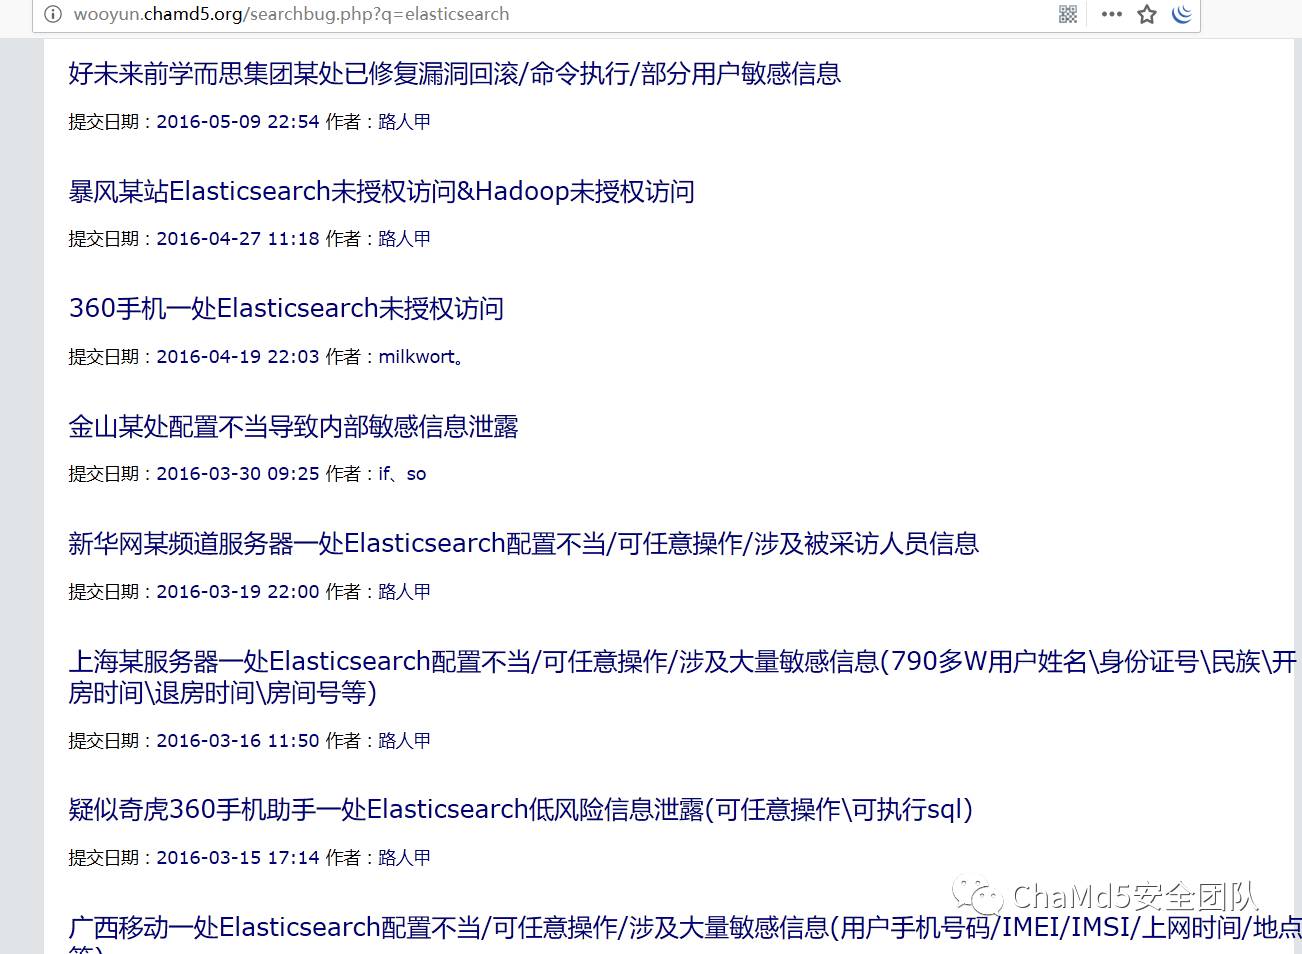 wooyun.chamd5.org/searchbug.php?q=elasticsearch
好未来前学而思集团某处已修复漏洞回滚/命令执行/部分用户敏感信息
提交日期：2016-05-09 22:54 作者：路人甲
暴风某站Elasticsearch未授权访问&Hadoop未授权访问
提交日期：2016-04-27 11:18 作者：路人甲
360手机一处Elasticsearch未授权访问
提交日期：2016-04-19 22:03 作者：milkwort。
金山某处配置不当导致内部敏感信息泄露
提交日期：2016-03-30 09:25 作者：if、so
新华网某频道服务器一处Elasticsearch配置不当/可任意操作/涉及被采访人员信息
提交日期：2016-03-19 22:00 作者：路人甲
上海某服务器一处Elasticsearch配置不当/可任意操作/涉及大量敏感信息(790多W用户姓名\身份证号\民族\开
房时间\退房时间\房间号等)
提交日期：2016-03-16 11:50 作者：路人甲
疑似奇虎360手机助手一处Elasticsearch低风险信息泄露(可任意操作\可执行sql)
提交日期：2016-03-15 17:14 作者：路人甲
ChaMd5安全团队
广西移动一处Elasticsearch配置不当/可任意操作/涉及大量敏感信息(用户手机号码/IMEI/IMSI/上网时间/地点
等)